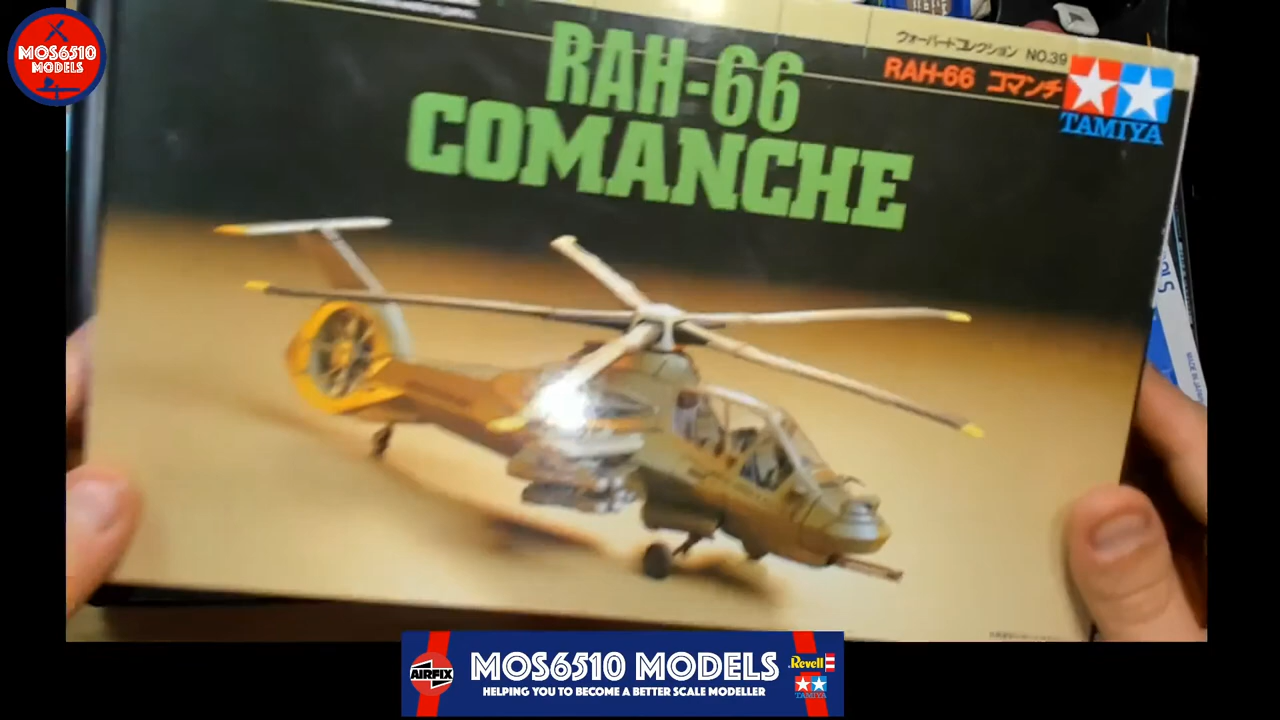 MOS6510
MODELS
RAH-66
COMANCHE
ウォーバードコレクション NO.39
RAH-66 コマンチ
TAMIYA
AIRFIX
MOS6510 MODELS
HELPING YOU TO BECOME A BETTER SCALE MODELLER
Revell
TAMIYA